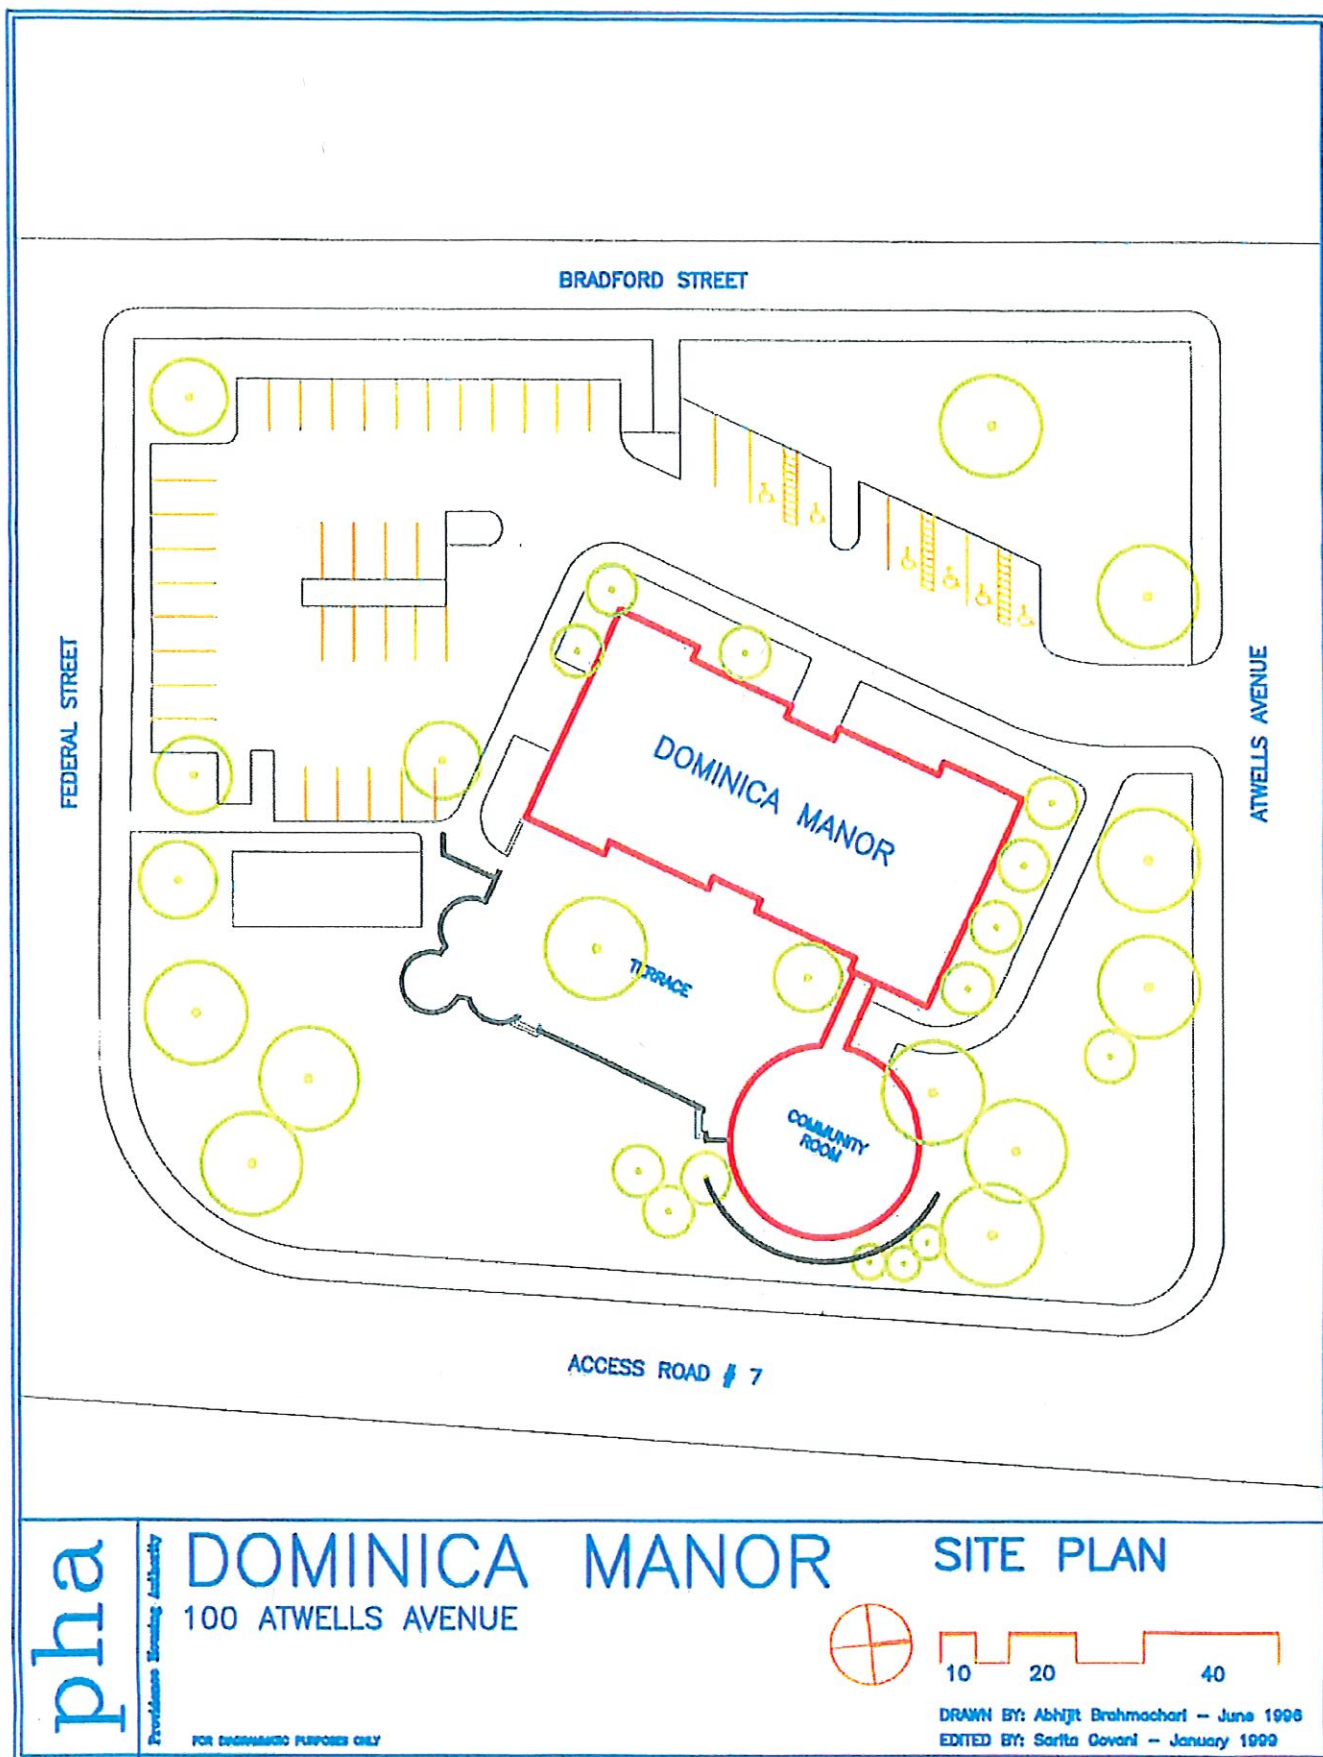 BRADFORD STREET
FEDERAL STREET
ATWELLS AVENUE
DOMINICA MANOR
TERRACE
COMMUNITY
ROOM
ACCESS ROAD # 7
pha
Providence Housing Authority
DOMINICA MANOR
100 ATWELLS AVENUE
FOR DIAGRAMMATIC PURPOSES ONLY
SITE PLAN
10 20 40
DRAWN BY: Abhijit Brahmachari - June 1996
EDITED BY: Sarita Govani - January 1999